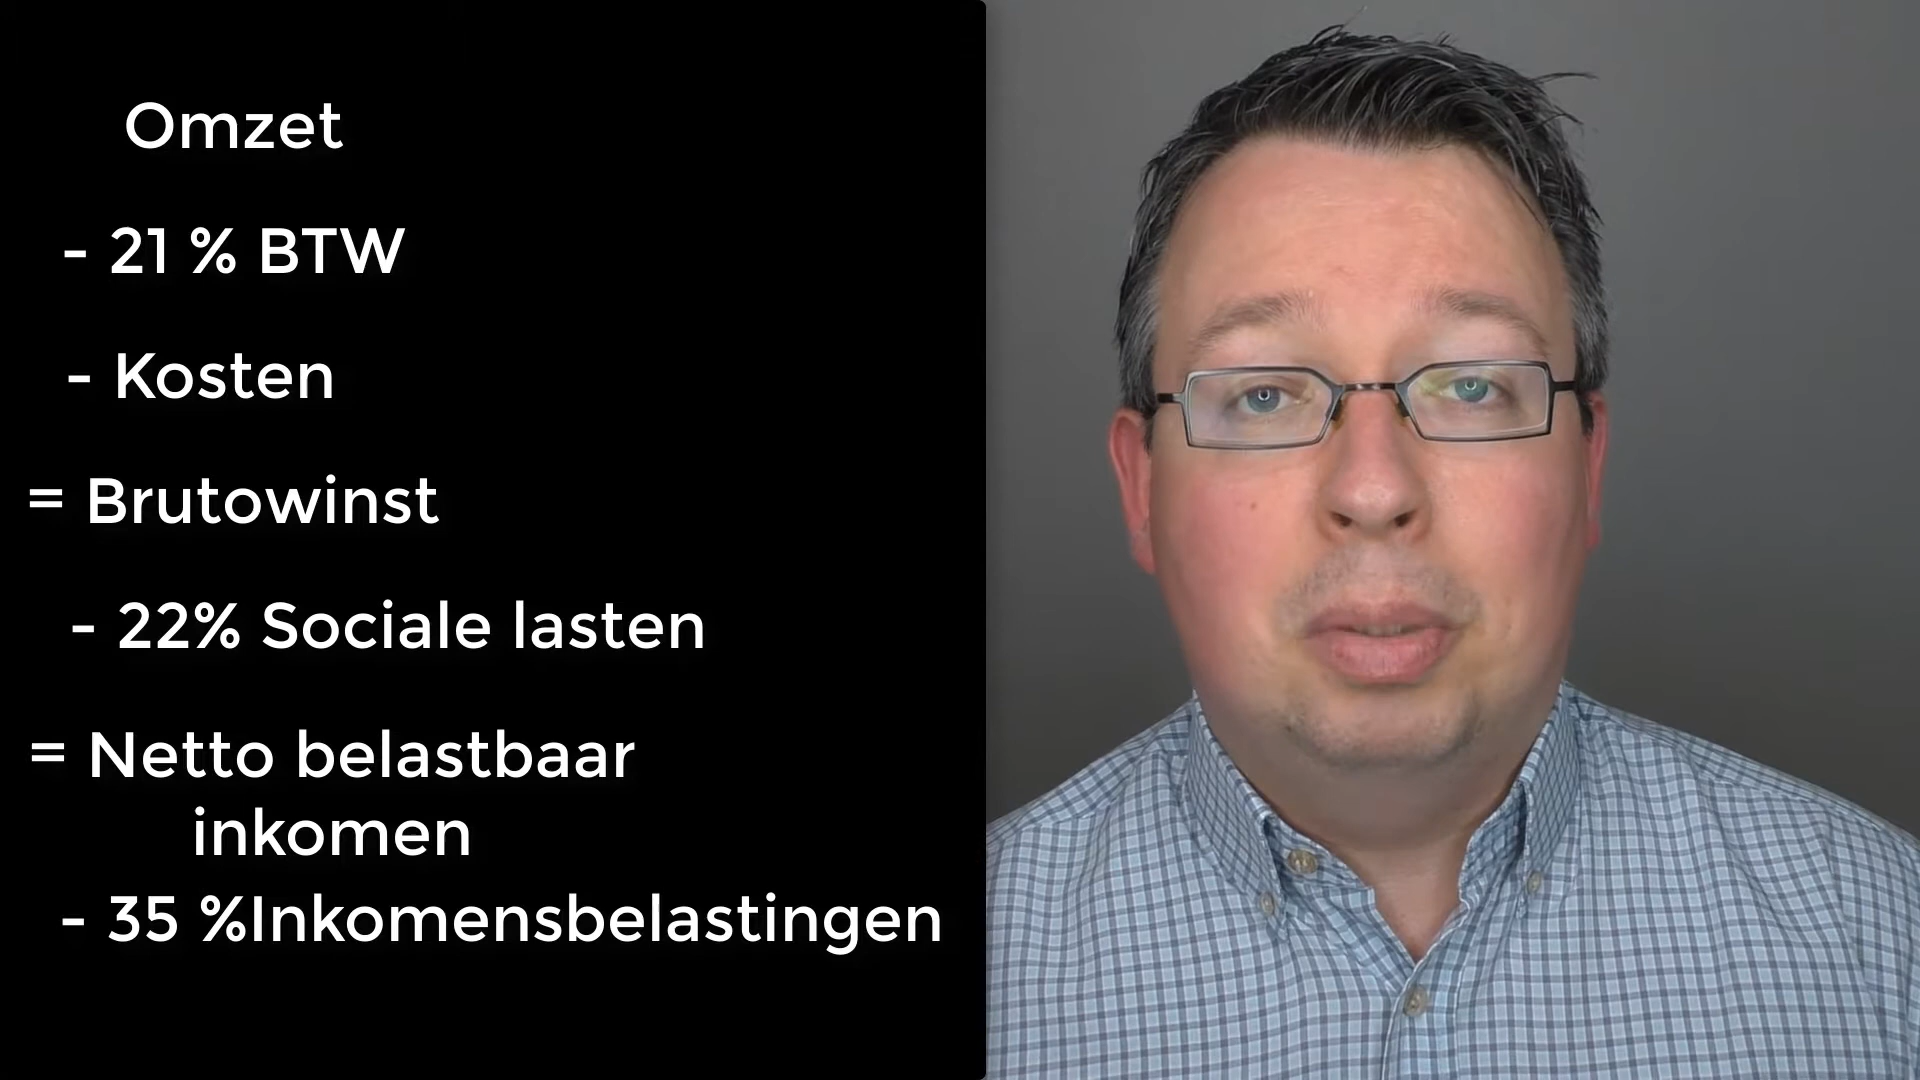 Omzet
- 21 % BTW
- Kosten
= Brutowinst
- 22% Sociale lasten
= Netto belastbaar
inkomen
- 35 %Inkomensbelastingen